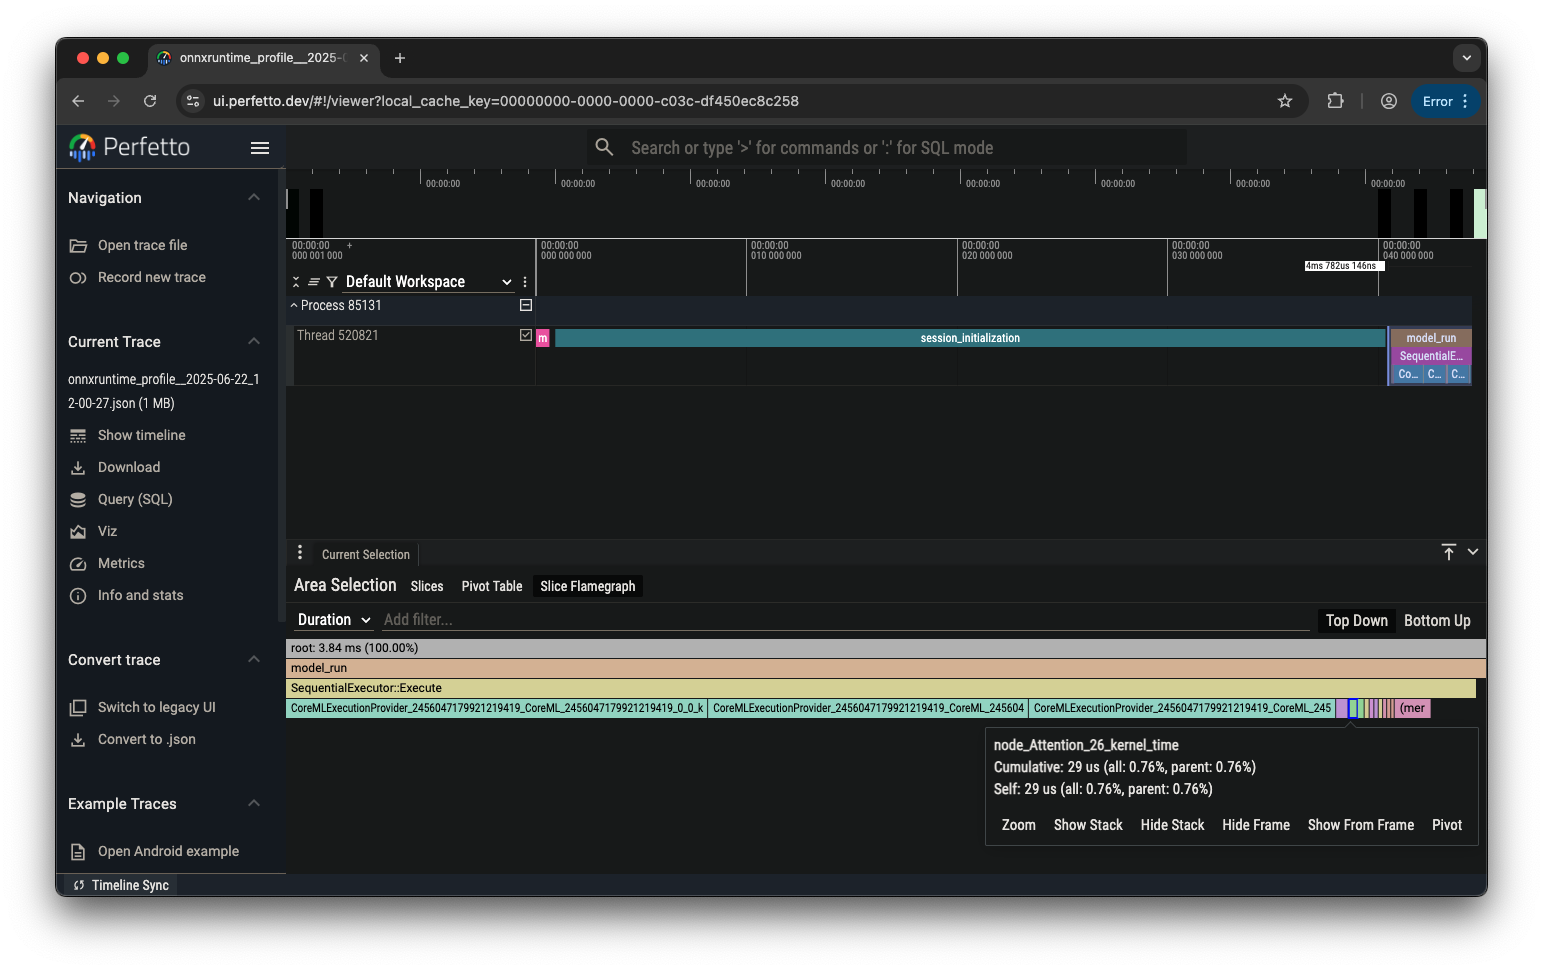 onnxruntime_profile__2025-0
ui.perfetto.dev/#!/viewer?local_cache_key=00000000-0000-0000-c03c-df450ec8c258
Error
Perfetto
Search or type '>' for commands or ':' for SQL mode
Navigation
Open trace file
Record new trace
Current Trace
onnxruntime_profile__2025-06-22_1
2-00-27.json (1 MB)
Show timeline
Download
Query (SQL)
Viz
Metrics
Info and stats
Convert trace
Switch to legacy UI
Convert to .json
Example Traces
Open Android example
Timeline Sync
00:00:00 00:00:00 00:00:00 00:00:00 00:00:00 00:00:00 00:00:00 00:00:00
00:00:00 + 00:00:00 00:00:00 00:00:00 00:00:00 00:00:00
000 001 000 000 000 000 010 000 000 020 000 000 030 000 000 040 000 000
4ms 782us 146ns
Default Workspace
Process 85131
Thread 520821
m session_initialization model_run
SequentialE...
Co... C... C...
Current Selection
Area Selection Slices Pivot Table Slice Flamegraph
Duration Add filter... Top Down Bottom Up
root: 3.84 ms (100.00%)
model_run
SequentialExecutor::Execute
CoreMLExecutionProvider_2456047179921219419_CoreML_2456047179921219419_0_0_k CoreMLExecutionProvider_2456047179921219419_CoreML_245604 CoreMLExecutionProvider_2456047179921219419_CoreML_245 (mer
node_Attention_26_kernel_time
Cumulative: 29 us (all: 0.76%, parent: 0.76%)
Self: 29 us (all: 0.76%, parent: 0.76%)
Zoom Show Stack Hide Stack Hide Frame Show From Frame Pivot